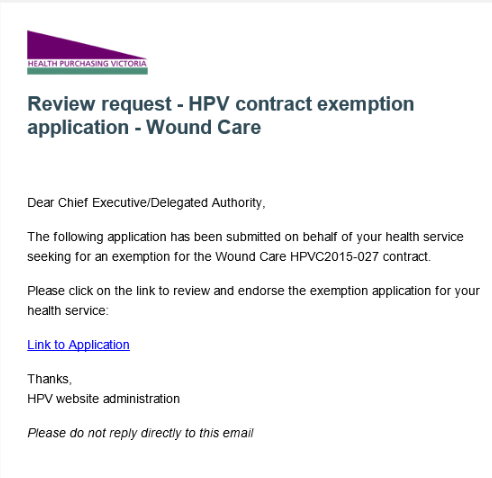 HEALTH PURCHASING VICTORIA
Review request - HPV contract exemption
application - Wound Care
Dear Chief Executive/Delegated Authority,
The following application has been submitted on behalf of your health service
seeking for an exemption for the Wound Care HPVC2015-027 contract.
Please click on the link to review and endorse the exemption application for your
health service:
Link to Application
Thanks,
HPV website administration
Please do not reply directly to this email